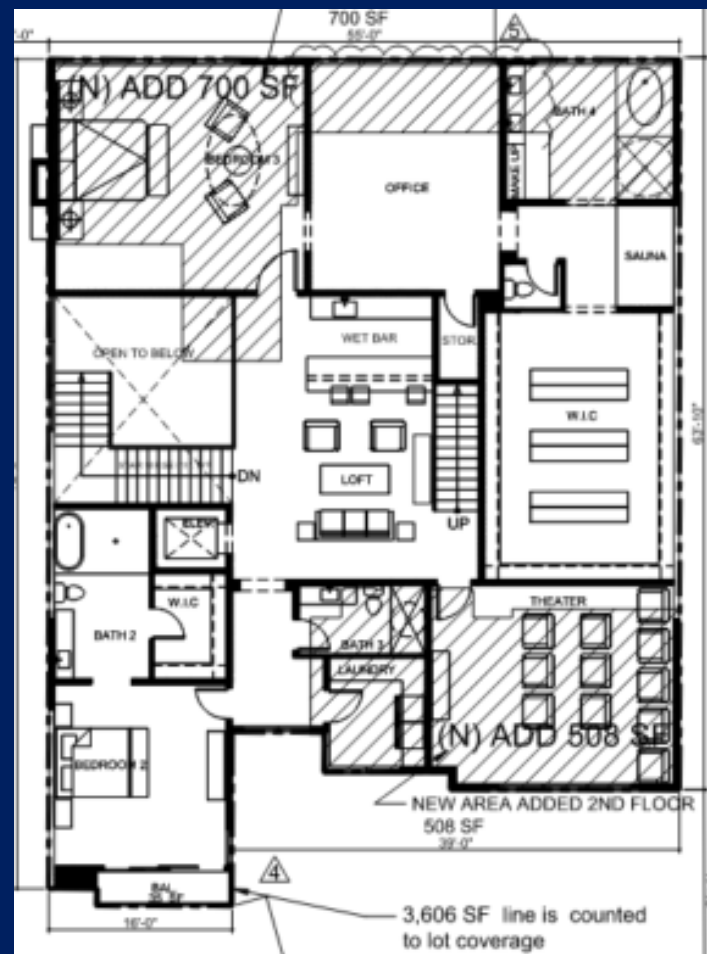 700 SF
55'-0"
5
(N) ADD 700 SF
BEDROOM 3
OFFICE
BATH 4
MAKE UP
SAUNA
OPEN TO BELOW
WET BAR
STOR.
W.I.C
63'-10"
LOFT
DN
UP
ELEV.
W.I.C
BATH 2
BATH 3
LAUNDRY
THEATER
(N) ADD 508 SF
BEDROOM 2
NEW AREA ADDED 2ND FLOOR
508 SF
39'-0"
4
BAL.
16'-0"
3,606 SF line is counted
to lot coverage